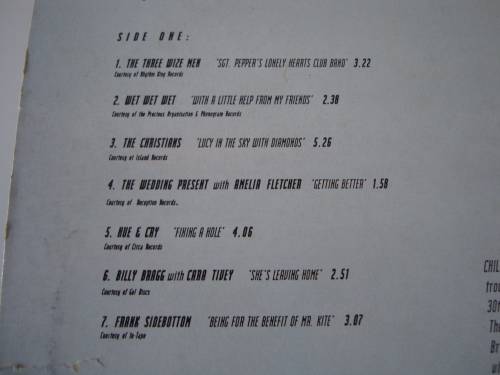 SIDE ONE:
1. THE THREE WIZE MEN "SGT. PEPPER'S LONELY HEARTS CLUB BAND" 3.22
Courtesy of Rhythm King Records
2. WET WET WET "WITH A LITTLE HELP FROM MY FRIENDS" 2.38
Courtesy of the Precious Organisation & Phonogram Records
3. THE CHRISTIANS "LUCY IN THE SKY WITH DIAMONDS" 5.26
Courtesy of Island Records
4. THE WEDDING PRESENT with AMELIA FLETCHER "GETTING BETTER" 1.58
Courtesy of Reception Records.
5. HUE & CRY "FIXING A HOLE" 4.06
Courtesy of Circa Records
6. BILLY BRAGG with CARA TIVEY "SHE'S LEAVING HOME" 2.51
Courtesy of Go! Discs
7. FRANK SIDEBOTTOM "BEING FOR THE BENEFIT OF MR. KITE" 3.07
Courtesy of In-Tape
CHIL
trou
30t
The
Br